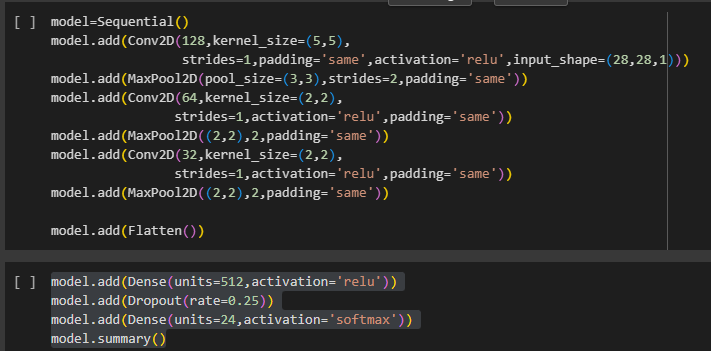 [ ] model=Sequential()
model.add(Conv2D(128,kernel_size=(5,5),
                 strides=1,padding='same',activation='relu',input_shape=(28,28,1)))
model.add(MaxPool2D(pool_size=(3,3),strides=2,padding='same'))
model.add(Conv2D(64,kernel_size=(2,2),
                strides=1,activation='relu',padding='same'))
model.add(MaxPool2D((2,2),2,padding='same'))
model.add(Conv2D(32,kernel_size=(2,2),
                strides=1,activation='relu',padding='same'))
model.add(MaxPool2D((2,2),2,padding='same'))

model.add(Flatten())
[ ] model.add(Dense(units=512,activation='relu'))
model.add(Dropout(rate=0.25))
model.add(Dense(units=24,activation='softmax'))
model.summary()